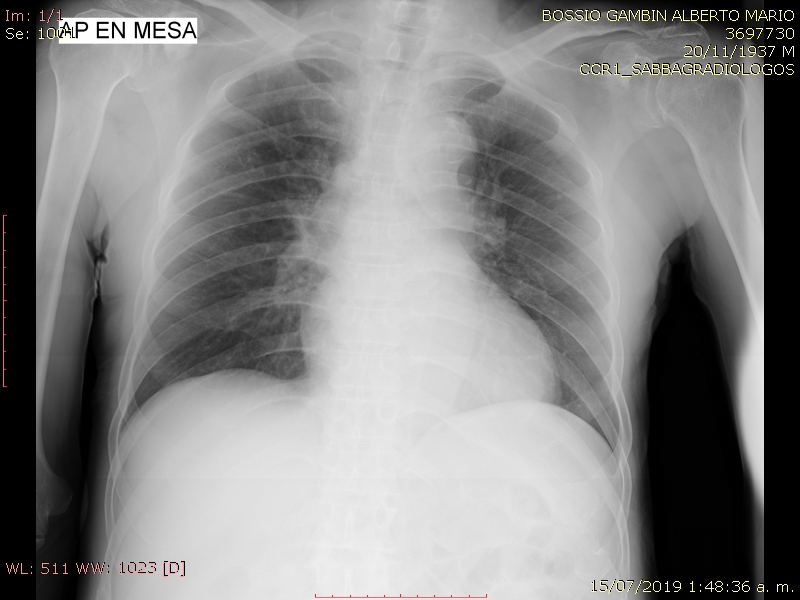 Im: 1/1
Se: 1001
AP EN MESA
BOSSIO GAMBIN ALBERTO MARIO
3697730
20/11/1937 M
CCR1_SABBAGRADIOLOGOS
WL: 511 WW: 1023 [D]
15/07/2019 1:48:36 a. m.